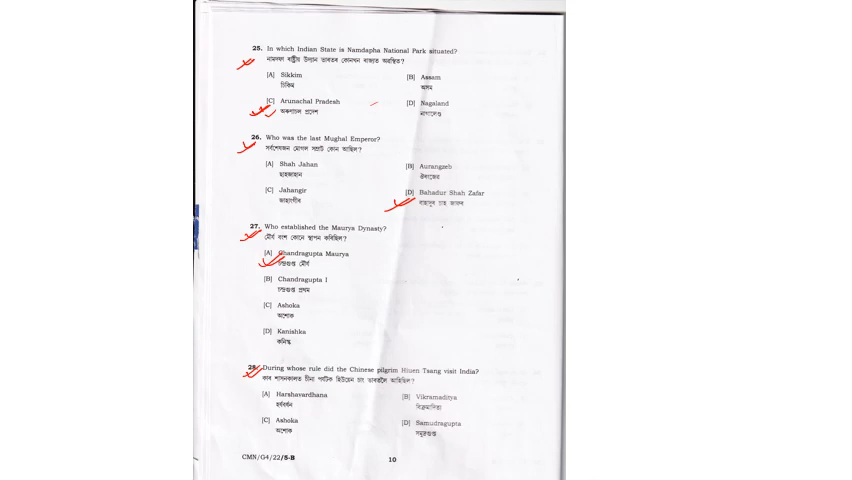 25. In which Indian State is Namdapha National Park situated?
নামদফা ৰাষ্ট্ৰীয় উদ্যান ভাৰতৰ কোনখন ৰাজ্যত অৱস্থিত?
[A] Sikkim
চিকিম
[B] Assam
অসম
[C] Arunachal Pradesh
অৰুণাচল প্ৰদেশ
[D] Nagaland
নাগালেণ্ড
26. Who was the last Mughal Emperor?
সৰ্বশেষজন মোগল সম্ৰাট কোন আছিল?
[A] Shah Jahan
ছাহজাহান
[B] Aurangzeb
ঔৰংজেৱ
[C] Jahangir
জাহাংগীৰ
[D] Bahadur Shah Zafar
বাহাদুৰ চাহ জাফৰ
27. Who established the Maurya Dynasty?
মৌৰ্য বংশ কোনে স্থাপন কৰিছিল?
[A] Chandragupta Maurya
চন্দ্ৰগুপ্ত মৌৰ্য
[B] Chandragupta I
চন্দ্ৰগুপ্ত প্ৰথম
[C] Ashoka
অশোক
[D] Kanishka
কনিষ্ক
28. During whose rule did the Chinese pilgrim Hiuen Tsang visit India?
কাৰ শাসনকালত চীনা পৰ্যটক হিউয়েন চাং ভাৰতলৈ আহিছিল?
[A] Harshavardhana
হৰ্ষবৰ্ধন
[B] Vikramaditya
বিক্ৰমাদিত্য
[C] Ashoka
অশোক
[D] Samudragupta
সমুদ্ৰগুপ্ত
CMN/G4/22/5-B
10